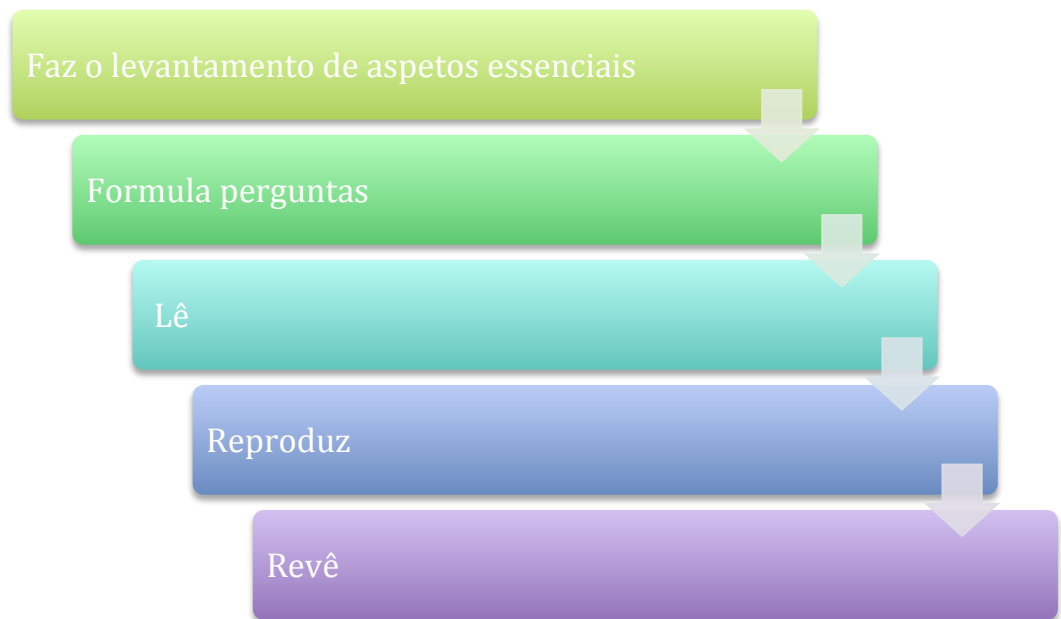 Faz o levantamento de aspetos essenciais
Formula perguntas
Lê
Reproduz
Revê